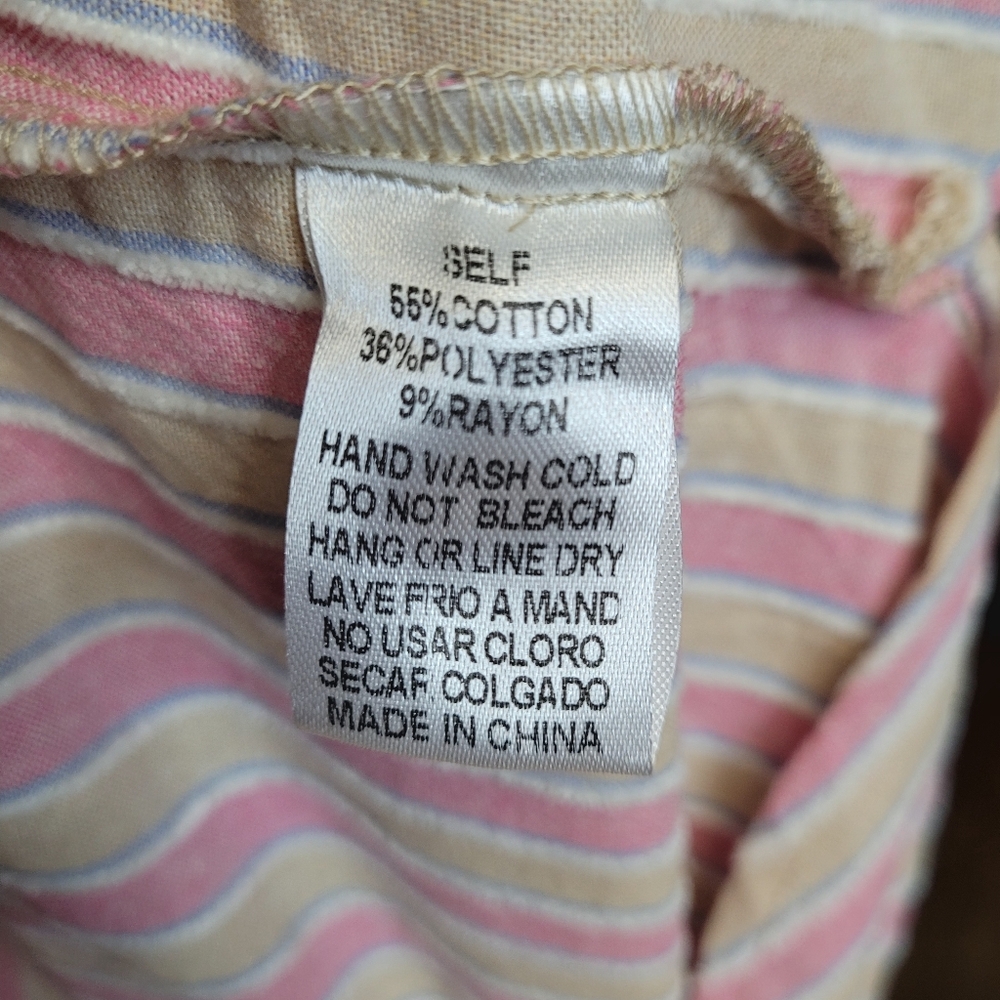 SELF
55%COTTON
36%POLYESTER
9%RAYON
HAND WASH COLD
DO NOT BLEACH
HANG OR LINE DRY
LAVE FRIO A MAND
NO USAR CLORO
SECAR COLGADO
MADE IN CHINA